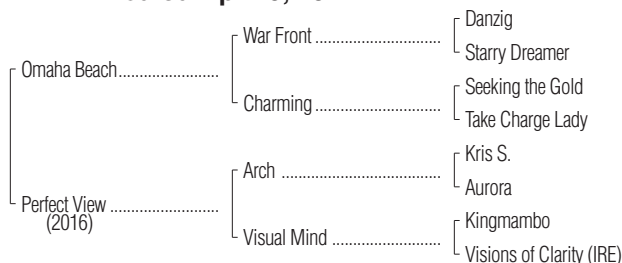 Danzig
War Front ....................................
Starry Dreamer
Omaha Beach.............................
Seeking the Gold
Charming ....................................
Take Charge Lady
Kris S.
Arch ..............................................
Aurora
Perfect View ...............................
(2016)
Kingmambo
Visual Mind ...............................
Visions of Clarity (IRE)